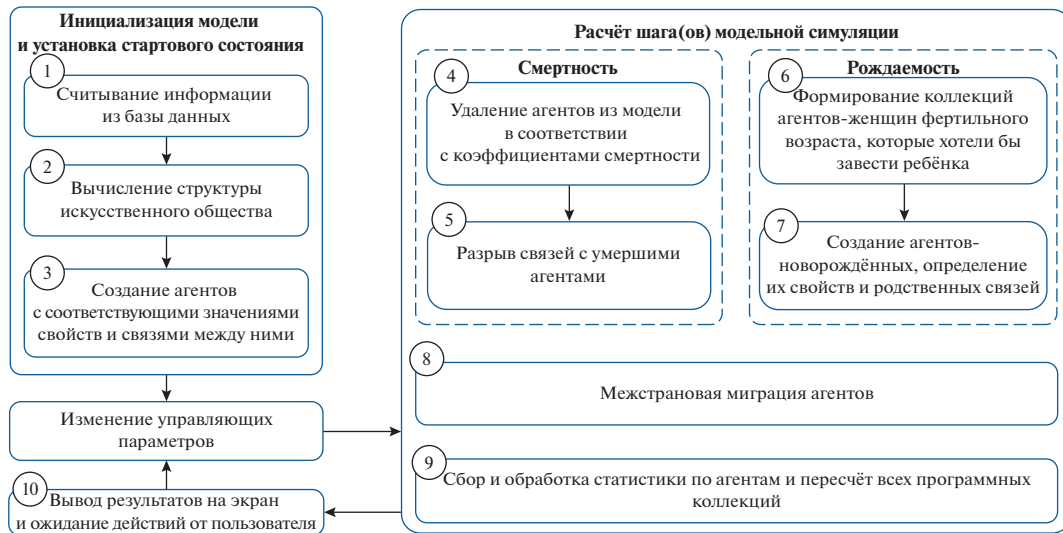 Инициализация модели
и установка стартового состояния
1
Считывание информации
из базы данных
2
Вычисление структуры
искусственного общества
3
Создание агентов
с соответствующими значениями
свойств и связями между ними
Изменение управляющих
параметров
10
Вывод результатов на экран
и ожидание действий от пользователя
Расчёт шага(ов) модельной симуляции
Смертность
4
Удаление агентов из модели
в соответствии
с коэффициентами смертности
5
Разрыв связей с умершими
агентами
Рождаемость
6
Формирование коллекций
агентов-женщин фертильного
возраста, которые хотели бы
завести ребёнка
7
Создание агентов-
новорождённых, определение
их свойств и родственных связей
8
Межстрановая миграция агентов
9
Сбор и обработка статистики по агентам и пересчёт всех программных
коллекций